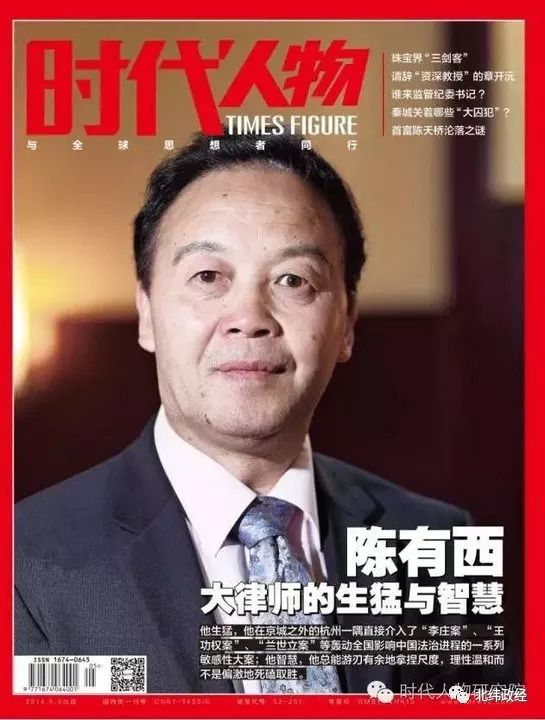 时代人物
TIMES FIGURE
与全球思想者同行
珠宝界“三剑客”
请辞“资深教授”的章开沅
谁来监管纪委书记？
秦城关着哪些“大囚犯”？
首富陈天桥沦落之谜
陈有西
大律师的生猛与智慧
他生猛，他在京城之外的杭州一隅直接介入了“李庄案”、“王
功权案”、“兰世立案”等轰动全国影响中国法治进程的一系列
敏感性大案；他智慧，他总能游刃有余地拿捏尺度，理性温和而
不是偏激地死磕取胜。
ISSN 1674-0645
05>
9 771674 064001
时代人物研究院
北纬政经